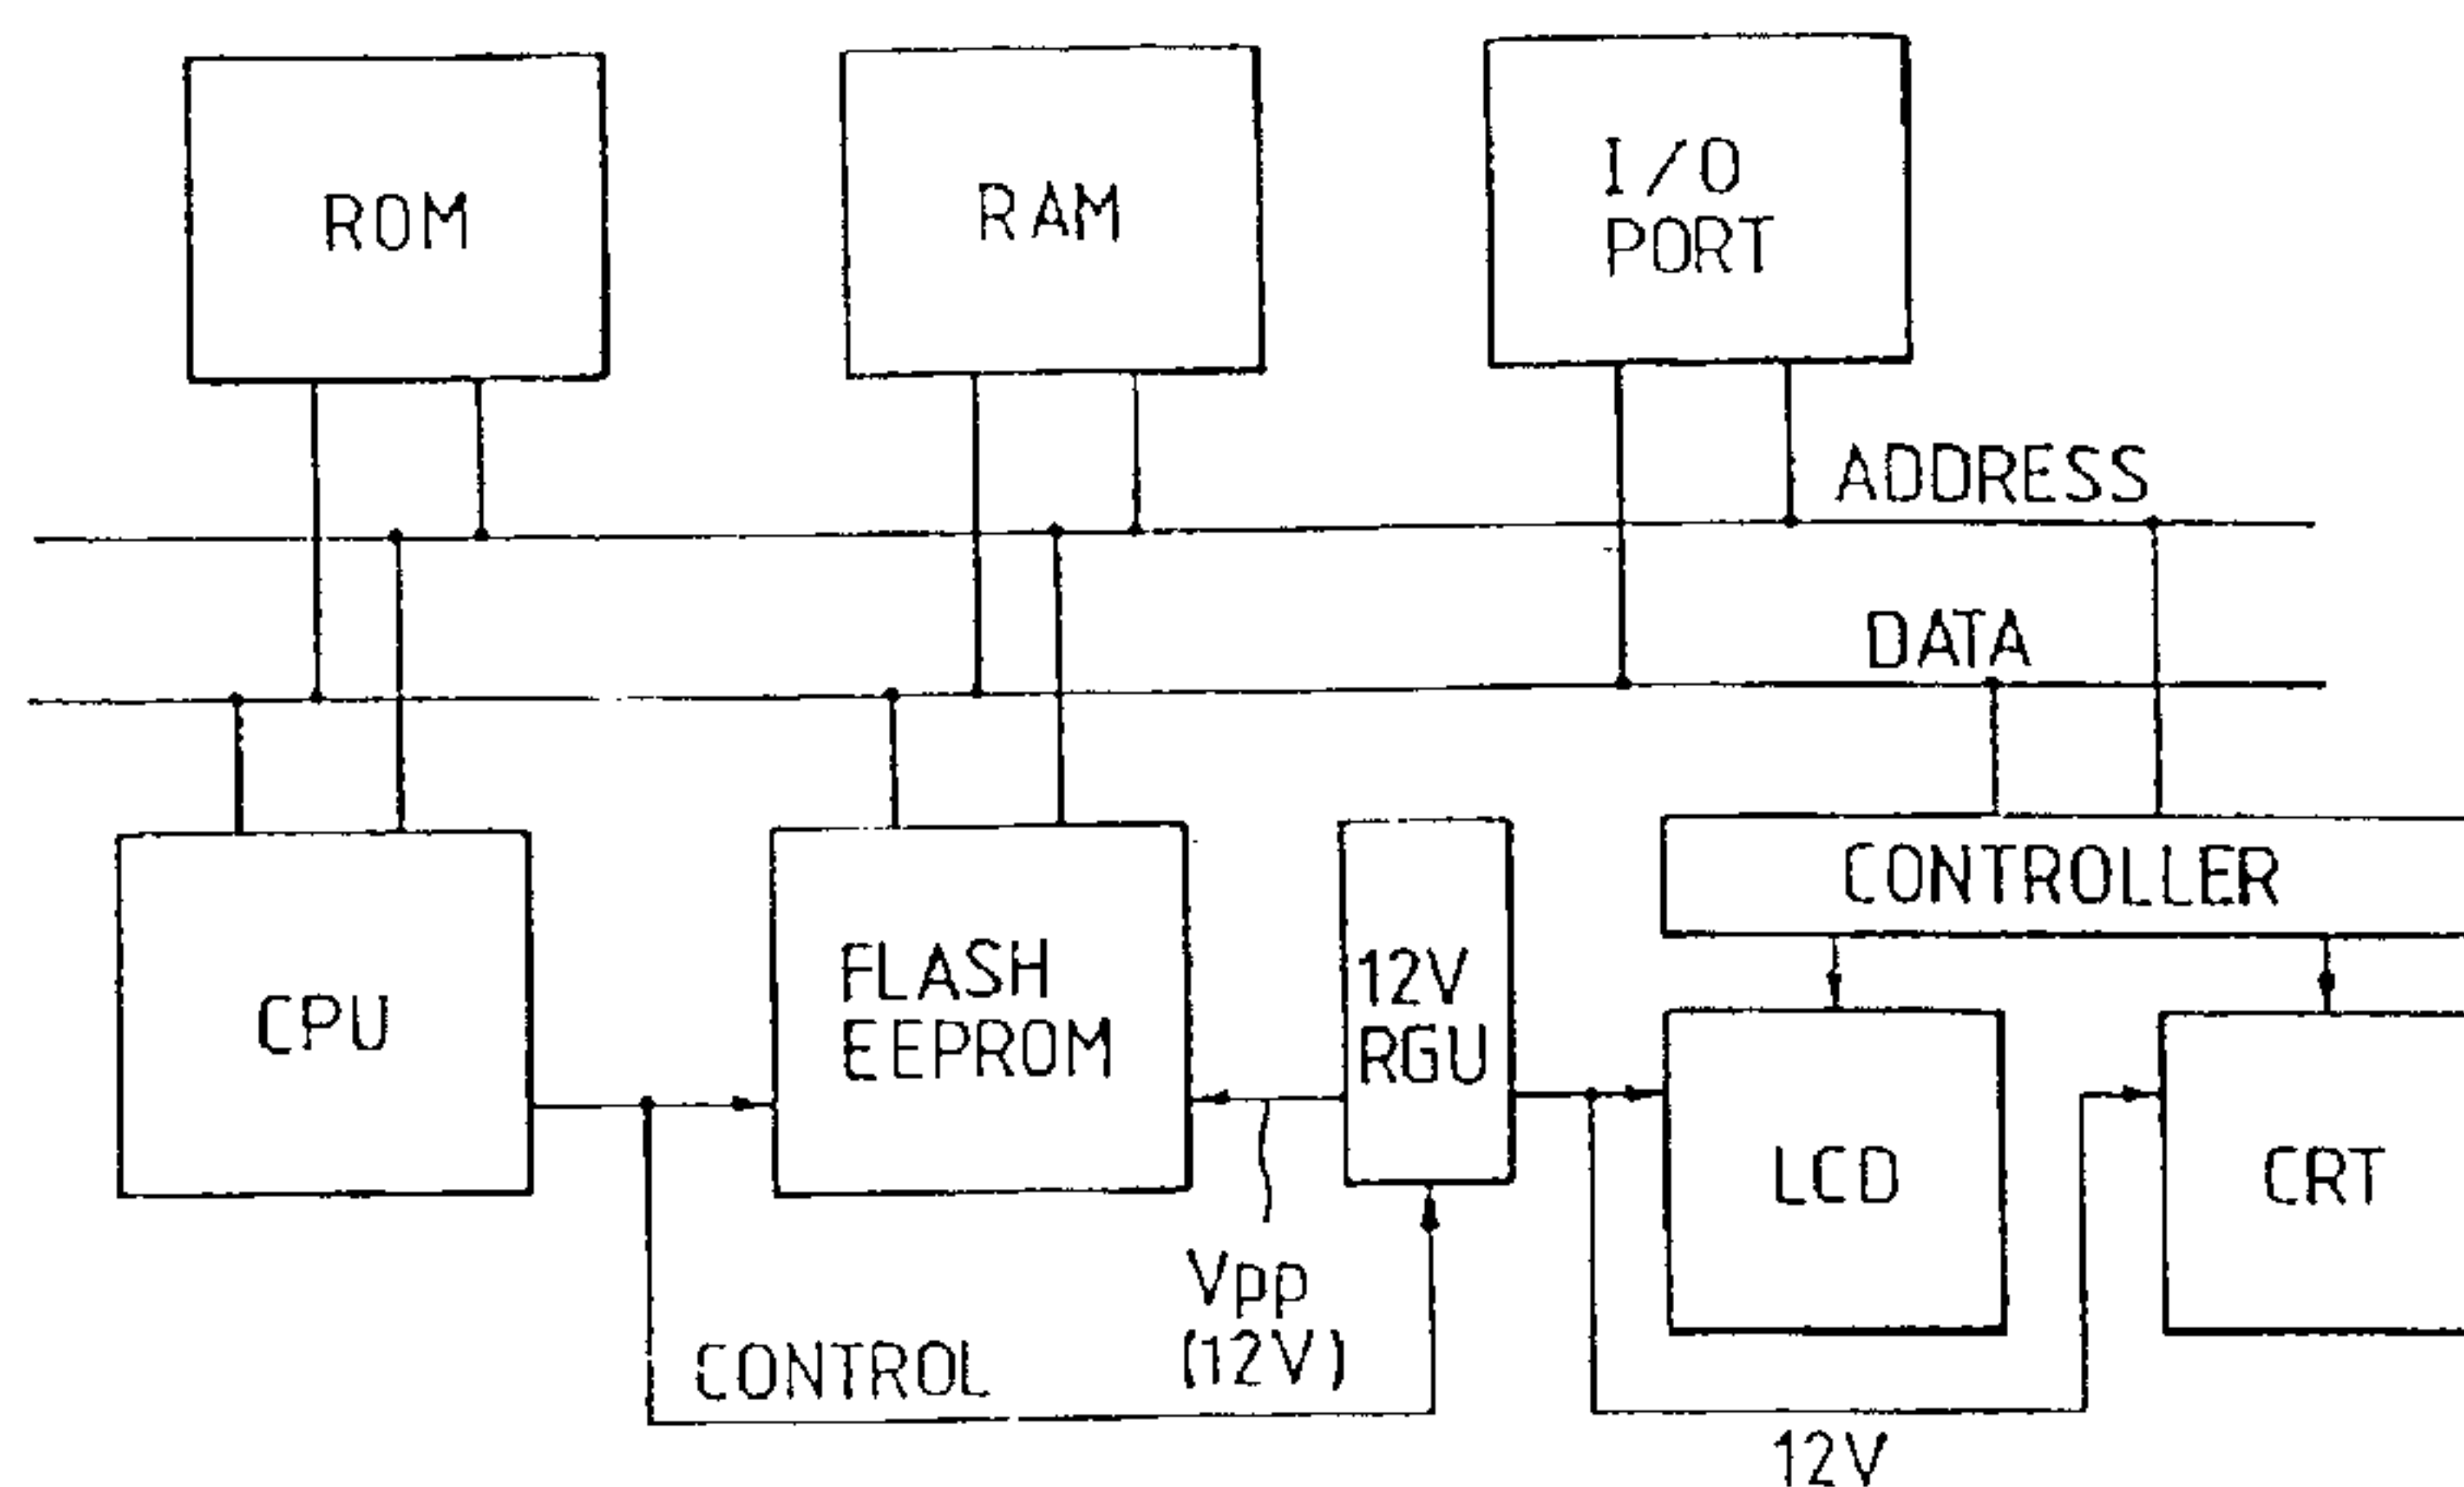 ROM
RAM
I/O
PORT
ADDRESS
DATA
CONTROLLER
CPU
FLASH
EEPROM
12V
RGU
LCD
CRT
Vpp
(12V)
CONTROL
12V